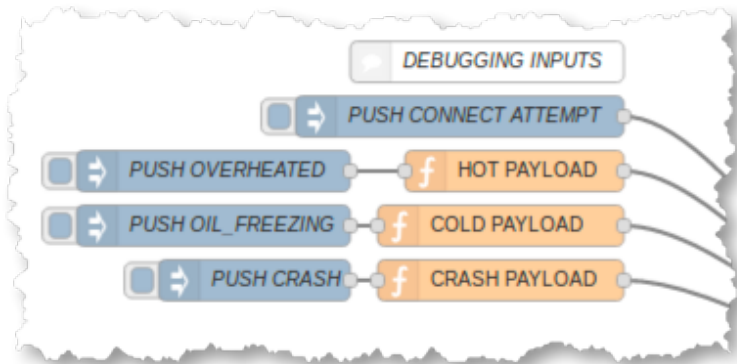 DEBUGGING INPUTS
PUSH CONNECT ATTEMPT
PUSH OVERHEATED HOT PAYLOAD
PUSH OIL_FREEZING COLD PAYLOAD
PUSH CRASH CRASH PAYLOAD